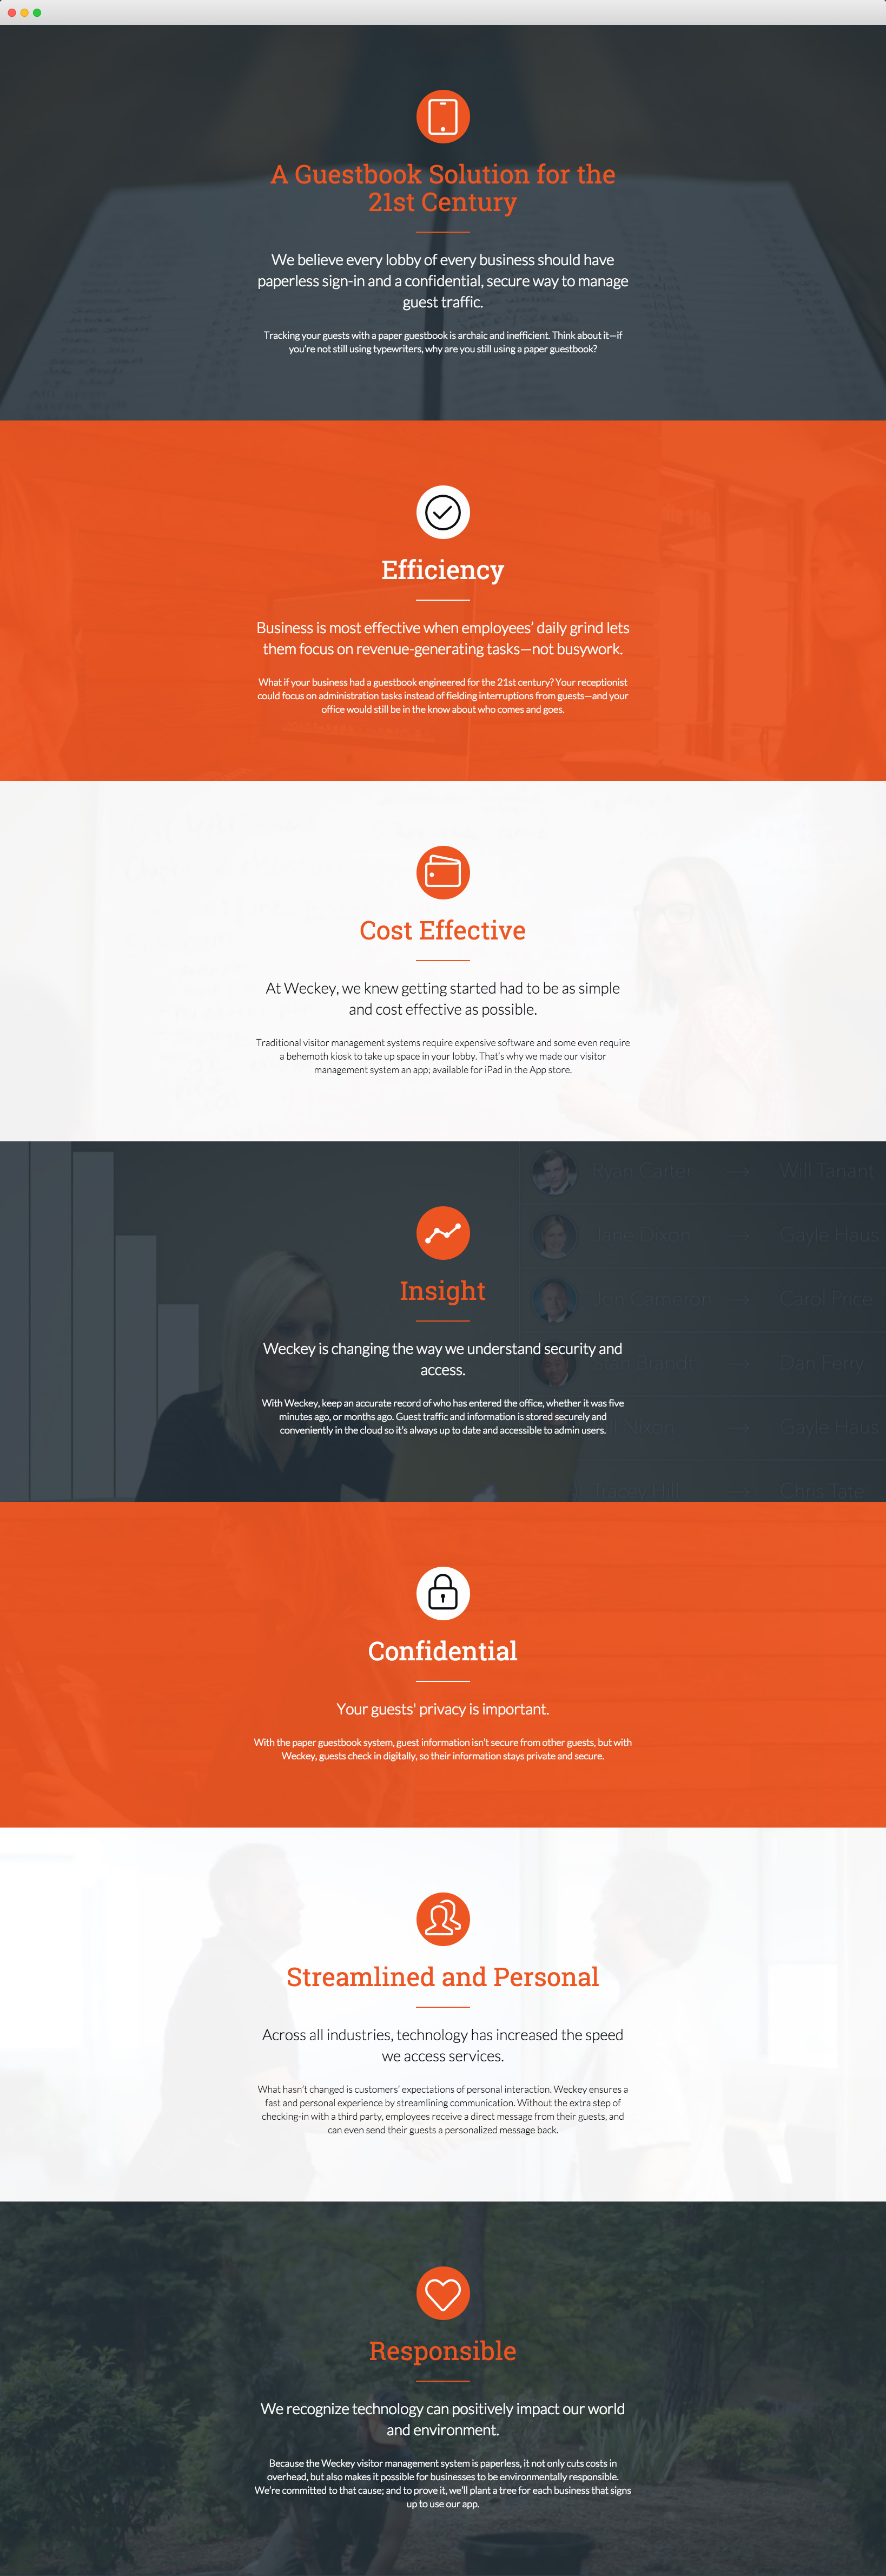 A Guestbook Solution for the
21st Century
We believe every lobby of every business should have
paperless sign-in and a confidential, secure way to manage
guest traffic.
Tracking your guests with a paper guestbook is archaic and inefficient. Think about it—if
you're not still using typewriters, why are you still using a paper guestbook?
Efficiency
Business is most effective when employees' daily grind lets
them focus on revenue-generating tasks—not busywork.
What if your business had a guestbook engineered for the 21st century? Your receptionist
could focus on administration tasks instead of fielding interruptions from guests—and your
office would still be in the know about who comes and goes.
Cost Effective
At Weckey, we knew getting started had to be as simple
and cost effective as possible.
Traditional visitor management systems require expensive software and some even require
a behemoth kiosk to take up space in your lobby. That's why we made our visitor
management system an app; available for iPad in the App store.
Ryan Carter → Will Tanant
Jane Dixon → Gayle Haus
Jon Cameron → Carol Price
Brandt → Dan Ferry
Nixon Gayle Haus
Tracey Hill → Chris Tate
Insight
Weckey is changing the way we understand security and
access.
With Weckey, keep an accurate record of who has entered the office, whether it was five
minutes ago, or months ago. Guest traffic and information is stored securely and
conveniently in the cloud so it's always up to date and accessible to admin users.
Confidential
Your guests' privacy is important.
With the paper guestbook system, guest information isn't secure from other guests, but with
Weckey, guests check in digitally, so their information stays private and secure.
Streamlined and Personal
Across all industries, technology has increased the speed
we access services.
What hasn't changed is customers' expectations of personal interaction. Weckey ensures a
fast and personal experience by streamlining communication. Without the extra step of
checking-in with a third party, employees receive a direct message from their guests, and
can even send their guests a personalized message back.
Responsible
We recognize technology can positively impact our world
and environment.
Because the Weckey visitor management system is paperless, it not only cuts costs in
overhead, but also makes it possible for businesses to be environmentally responsible.
We're committed to that cause; and to prove it, we'll plant a tree for each business that signs
up to use our app.